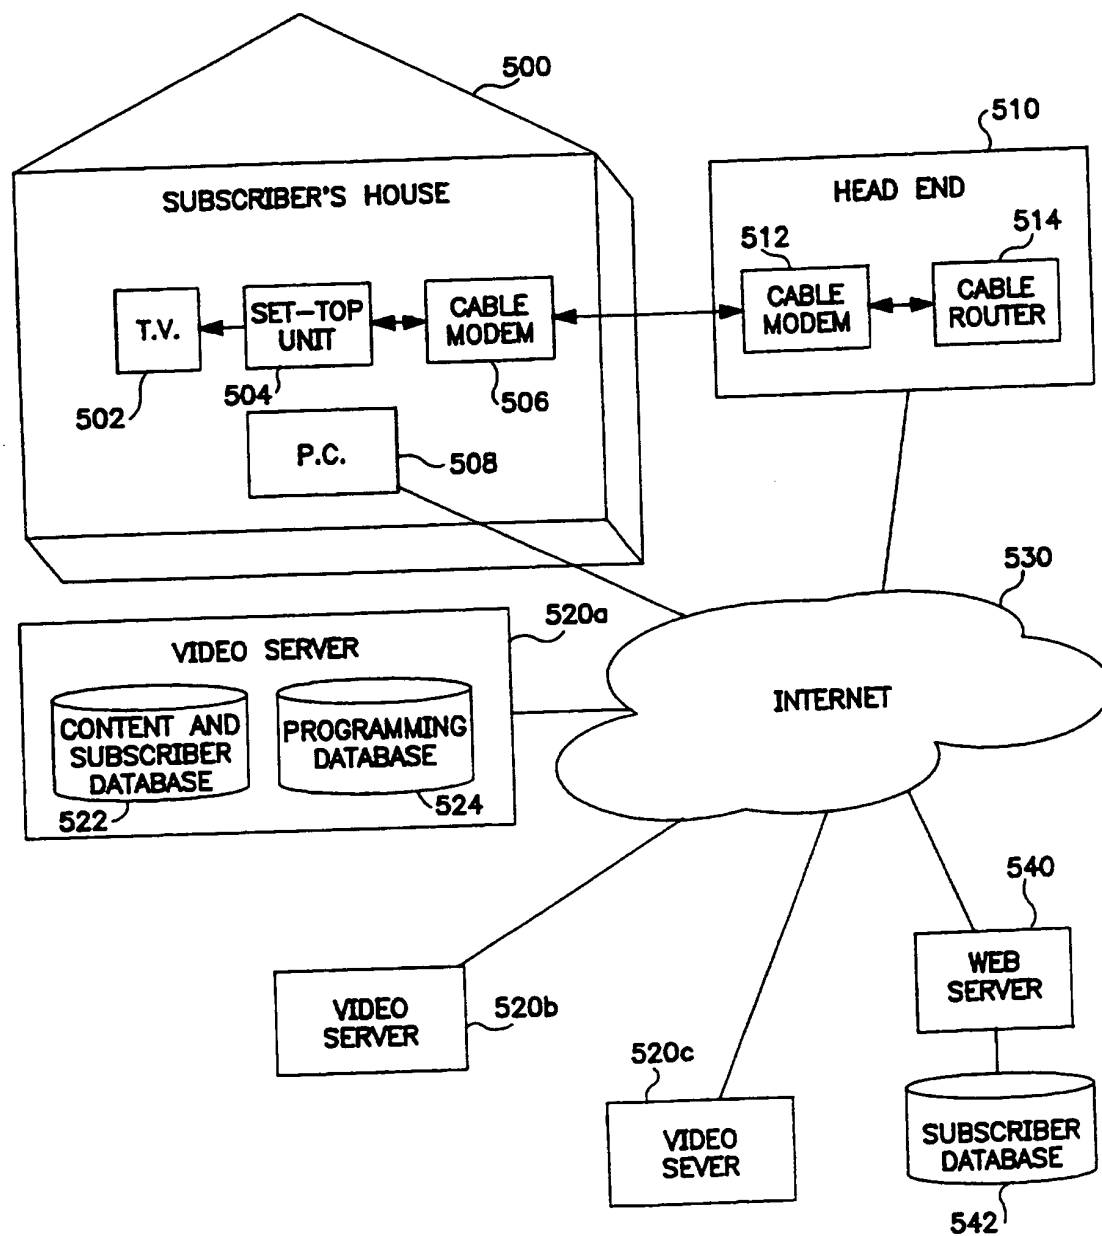 500
510
SUBSCRIBER'S HOUSE
HEAD END
512
514
T.V.
SET-TOP
UNIT
CABLE
MODEM
CABLE
MODEM
CABLE
ROUTER
502
504
506
P.C.
508
530
520a
VIDEO SERVER
CONTENT AND
SUBSCRIBER
DATABASE
PROGRAMMING
DATABASE
522
524
INTERNET
540
WEB
SERVER
VIDEO
SERVER
520b
520c
VIDEO
SEVER
SUBSCRIBER
DATABASE
542